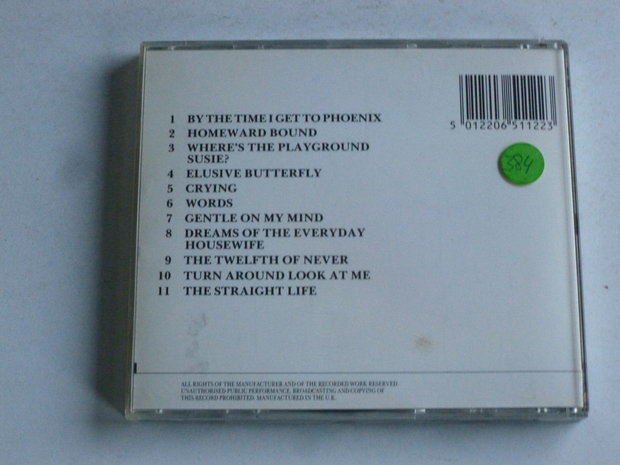 1 BY THE TIME I GET TO PHOENIX
2 HOMEWARD BOUND
3 WHERE'S THE PLAYGROUND
SUSIE?
4 ELUSIVE BUTTERFLY
5 CRYING
6 WORDS
7 GENTLE ON MY MIND
8 DREAMS OF THE EVERYDAY
HOUSEWIFE
9 THE TWELFTH OF NEVER
10 TURN AROUND LOOK AT ME
11 THE STRAIGHT LIFE
5 012206 511223
384
ALL RIGHTS OF THE MANUFACTURER AND OF THE RECORDED WORK RESERVED
UNAUTHORISED PUBLIC PERFORMANCE, BROADCASTING AND COPYING OF
THIS RECORD PROHIBITED. MANUFACTURED IN THE U.K.